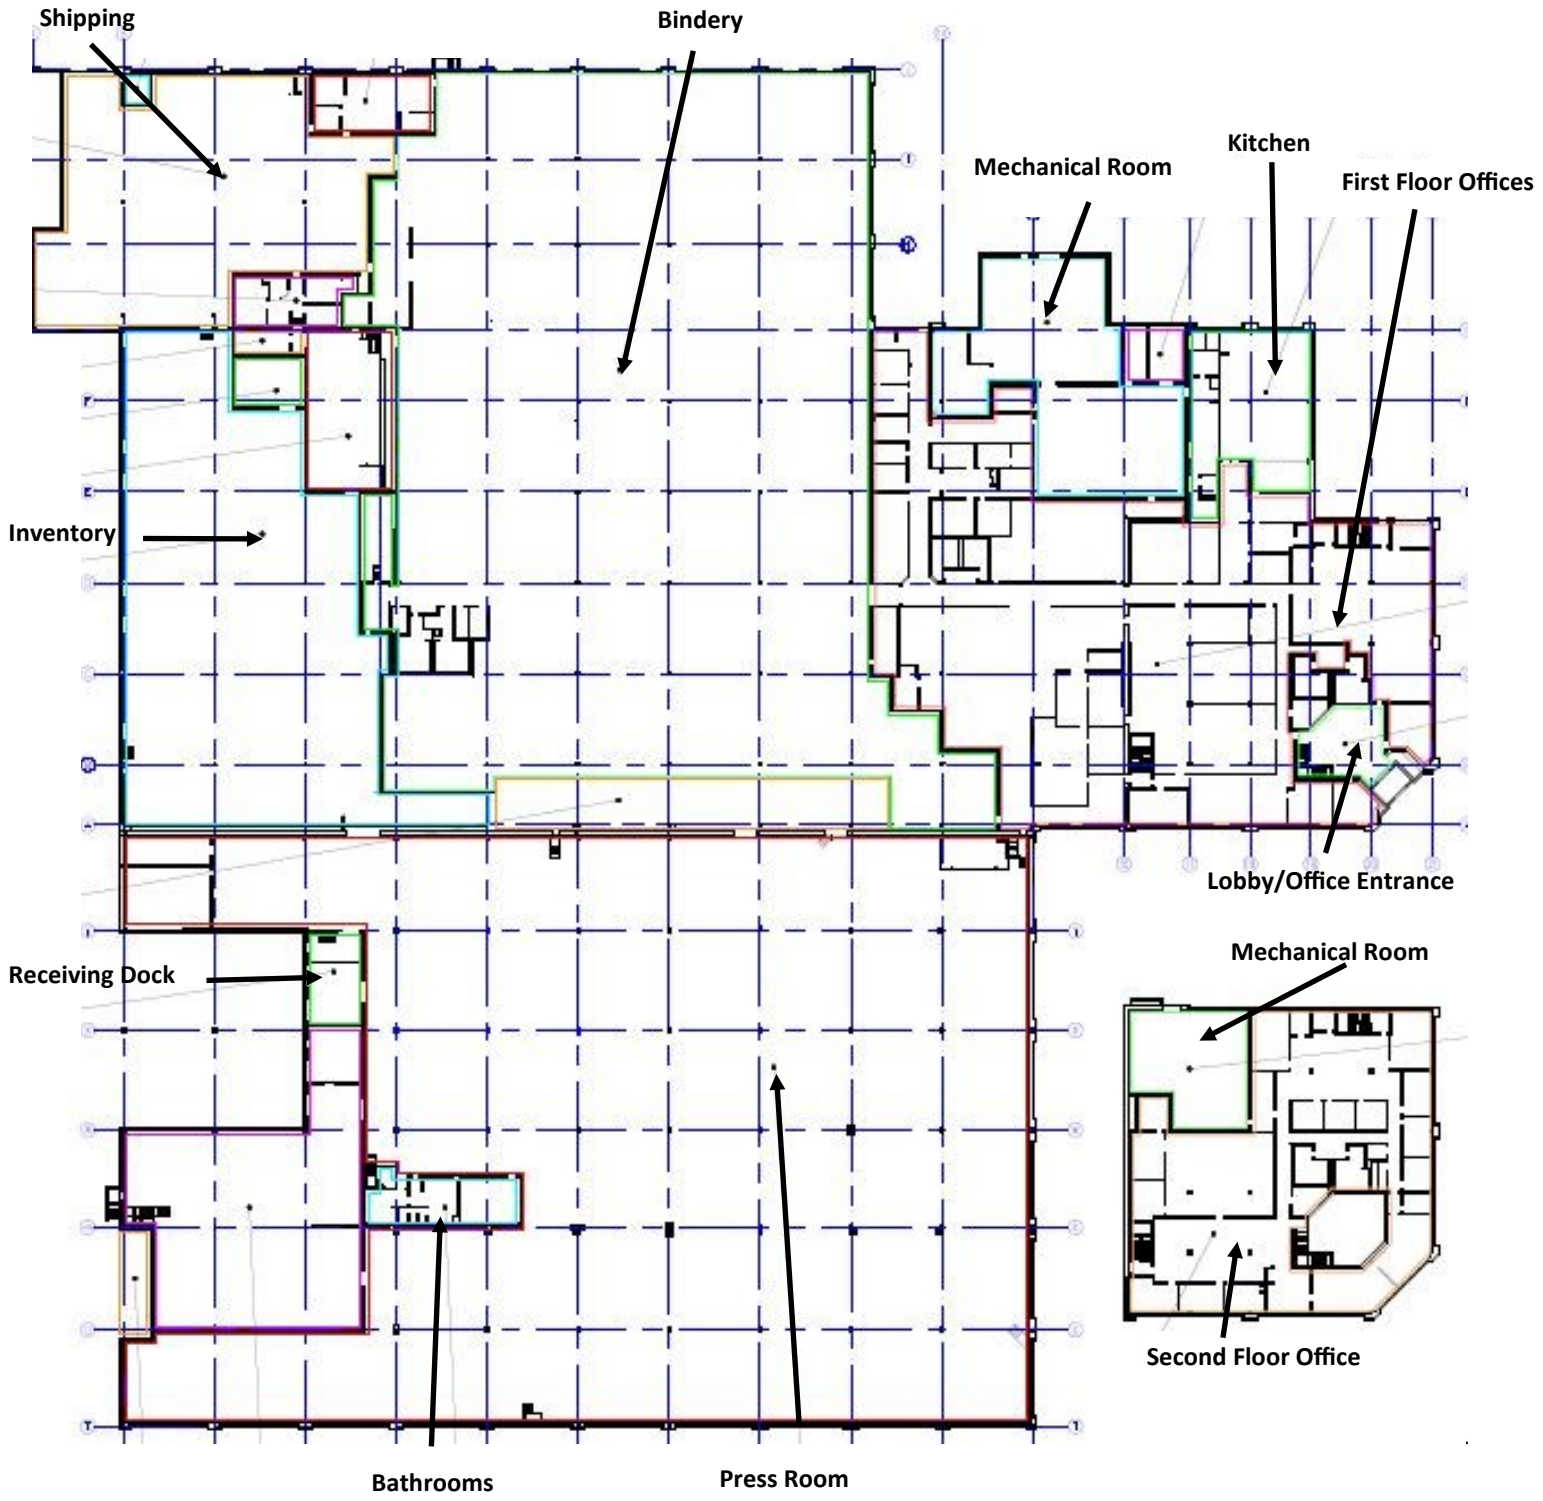 Shipping
Bindery
Kitchen
Mechanical Room
First Floor Offices
Inventory
Lobby/Office Entrance
Receiving Dock
Mechanical Room
Second Floor Office
Bathrooms
Press Room